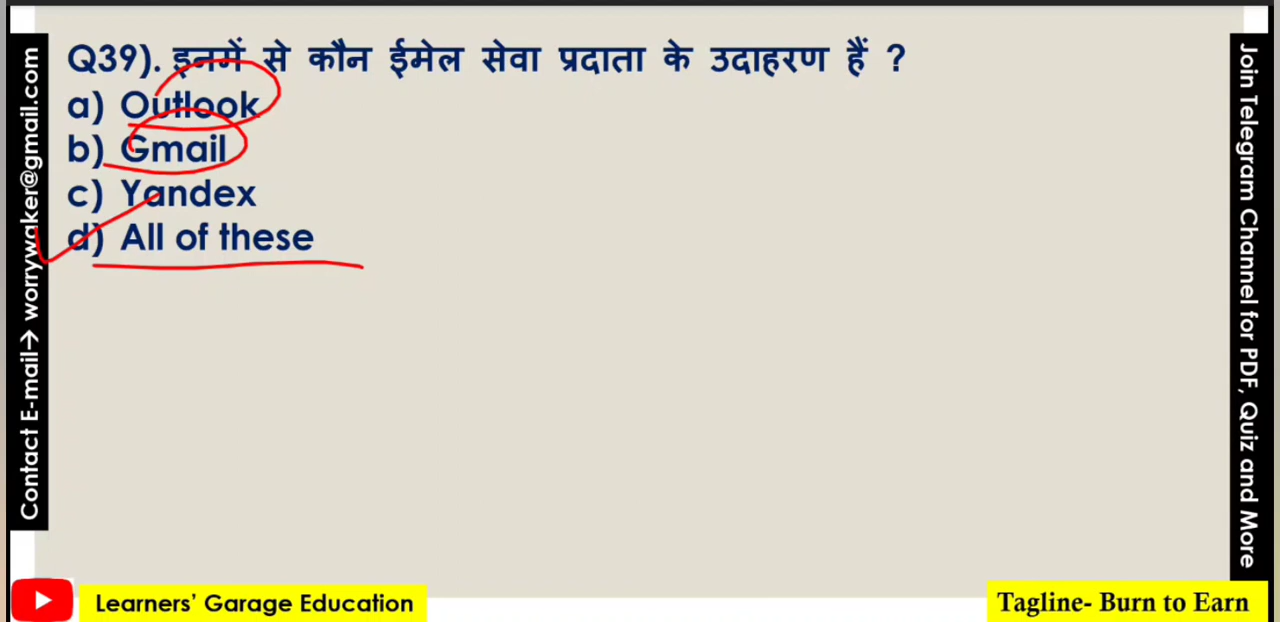 Q39). इनमें से कौन ईमेल सेवा प्रदाता के उदाहरण हैं ?
a) Outlook
b) Gmail
c) Yandex
d) All of these
Contact E-mail→ worrywaker@gmail.com
Join Telegram Channel for PDF, Quiz and More
Learners’ Garage Education
Tagline- Burn to Earn